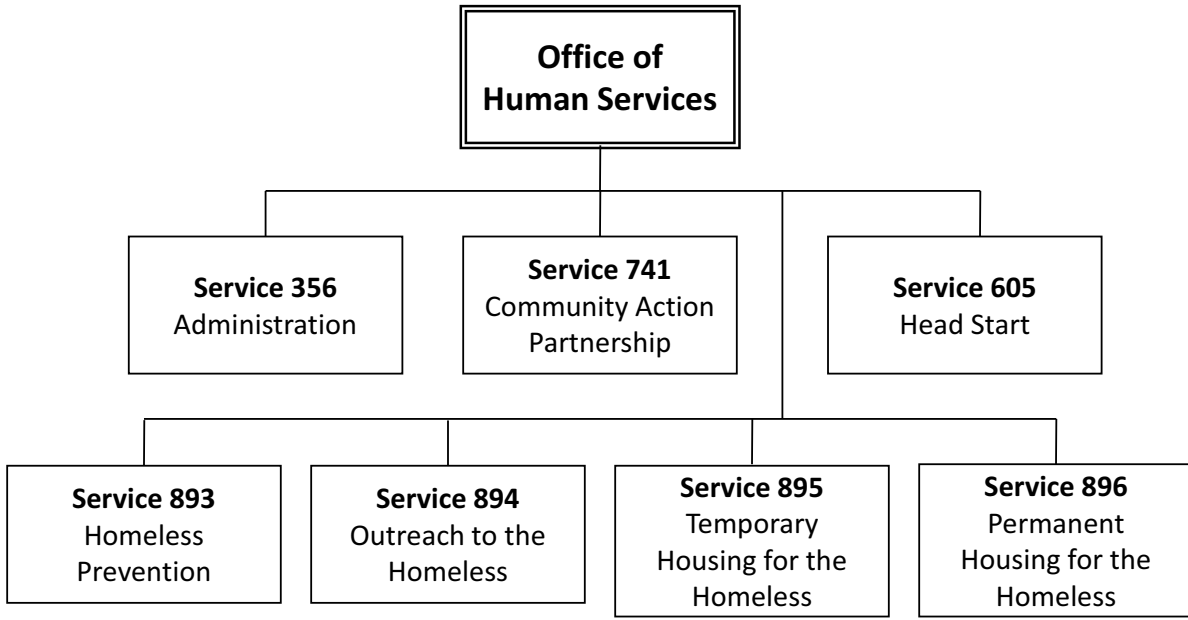 Office of
Human Services
Service 356
Administration
Service 741
Community Action
Partnership
Service 605
Head Start
Service 893
Homeless
Prevention
Service 894
Outreach to the
Homeless
Service 895
Temporary
Housing for the
Homeless
Service 896
Permanent
Housing for the
Homeless